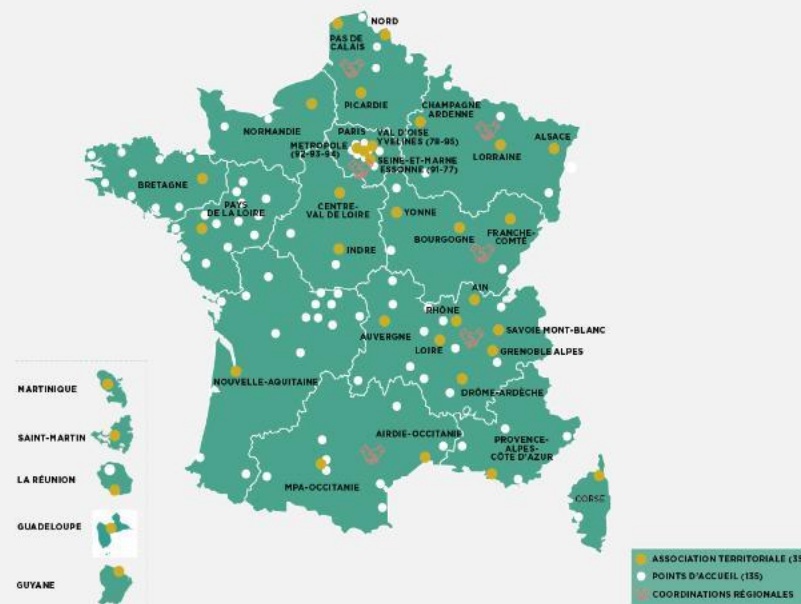 NORD
PAS DE
CALAIS
PICARDIE
CHAMPAGNE
ARDENNE
NORMANDIE
PARIS
VAL D'OISE
YVELINES (78-95)
MÉTROPOLE
(92-93-94)
SEINE-ET-MARNE
ESSONNE (91-77)
LORRAINE
ALSACE
BRETAGNE
PAYS
DE LA LOIRE
CENTRE-
VAL DE LOIRE
YONNE
BOURGOGNE
FRANCHE-
COMTÉ
INDRE
AIN
RHÔNE
AUVERGNE
LOIRE
SAVOIE MONT-BLANC
GRENOBLE ALPES
NOUVELLE-AQUITAINE
DRÔME-ARDÈCHE
AIRDIE-OCCITANIE
PROVENCE-
ALPES-
CÔTE D'AZUR
MPA-OCCITANIE
CORSE
MARTINIQUE
SAINT-MARTIN
LA RÉUNION
GUADELOUPE
GUYANE
ASSOCIATION TERRITORIALE (35
POINTS D'ACCUEIL (135)
COORDINATIONS RÉGIONALES